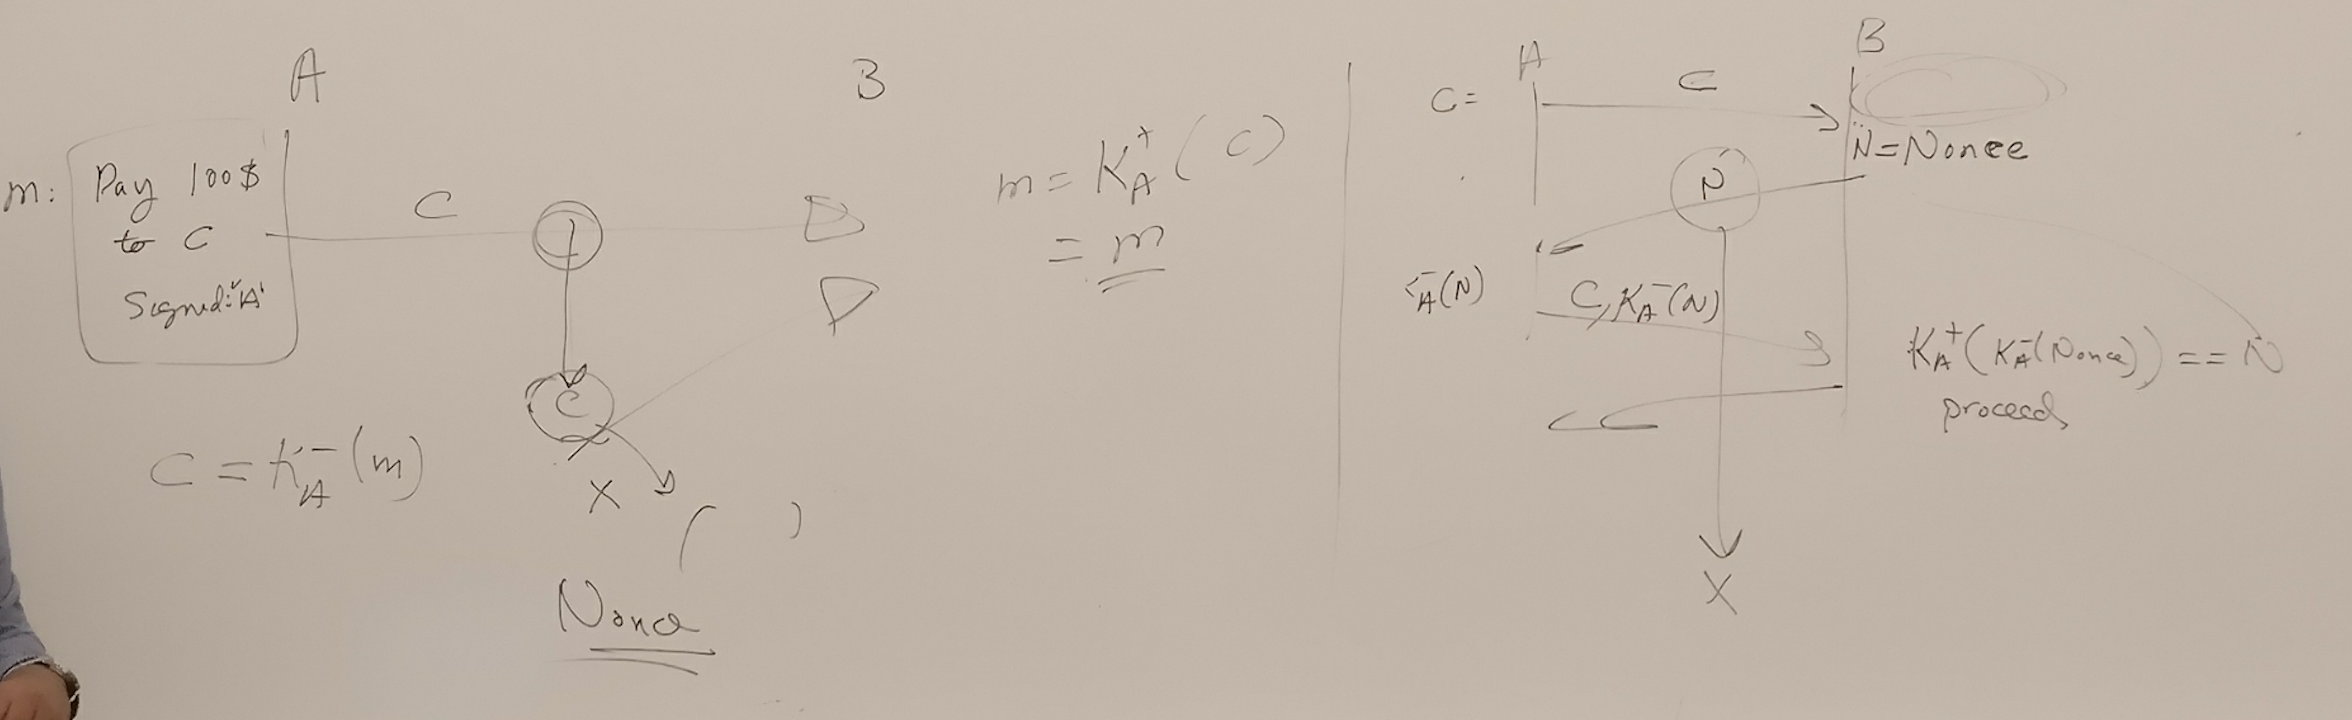 A
B
m:
Pay 100$
to C
Signed: 'A'
C
C
X
C = K_A^-(m)
( )
Nonce
m = K_A^+(C)
= m
A
B
C =
C
N = Nonce
N
K_A^-(N)
C, K_A^-(N)
K_A^+(K_A^-(Nonce)) == N
proceed
X